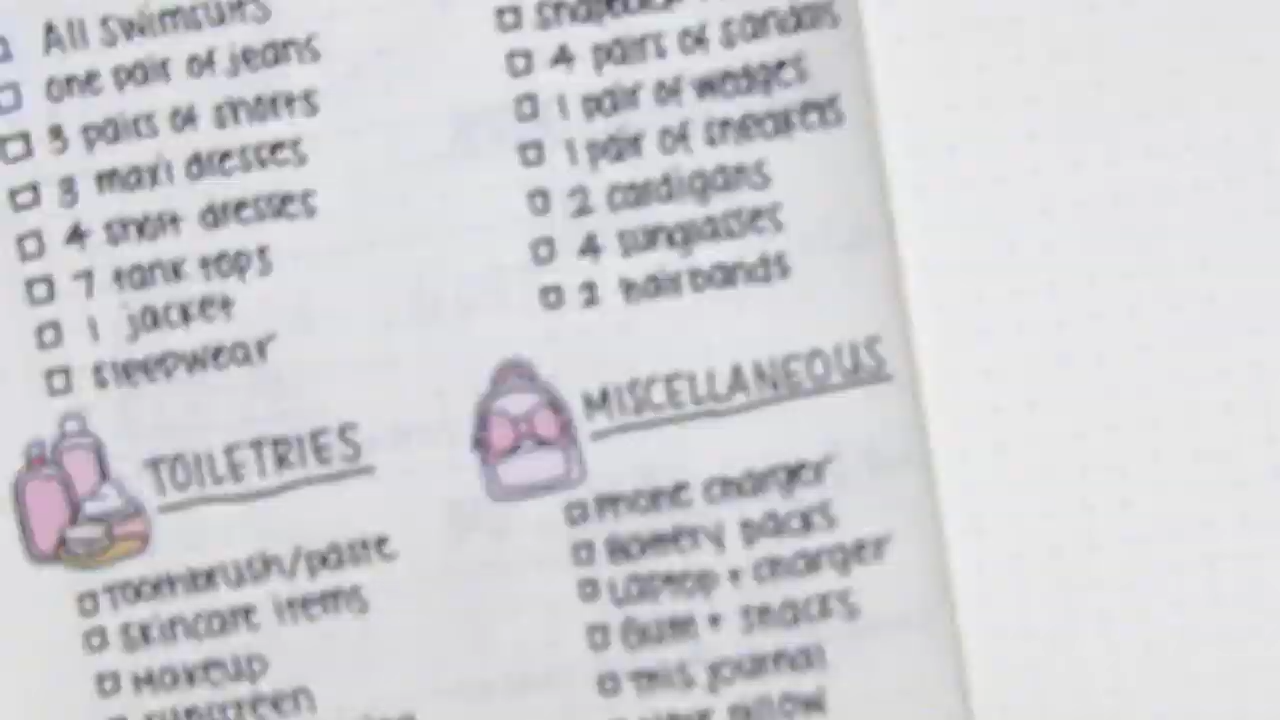 All swimsuits
one pair of jeans
3 pairs of shorts
3 maxi dresses
4 short dresses
7 tank tops
1 jacket
sleepwear
4 pairs of sandals
1 pair of wedges
1 pair of sneakers
2 cardigans
4 sunglasses
2 hairbands
TOILETRIES
Toothbrush/paste
Skincare items
Makeup
sunscreen
MISCELLANEOUS
Phone charger
Battery packs
Laptop + charger
Gum + snacks
This journal
pillow